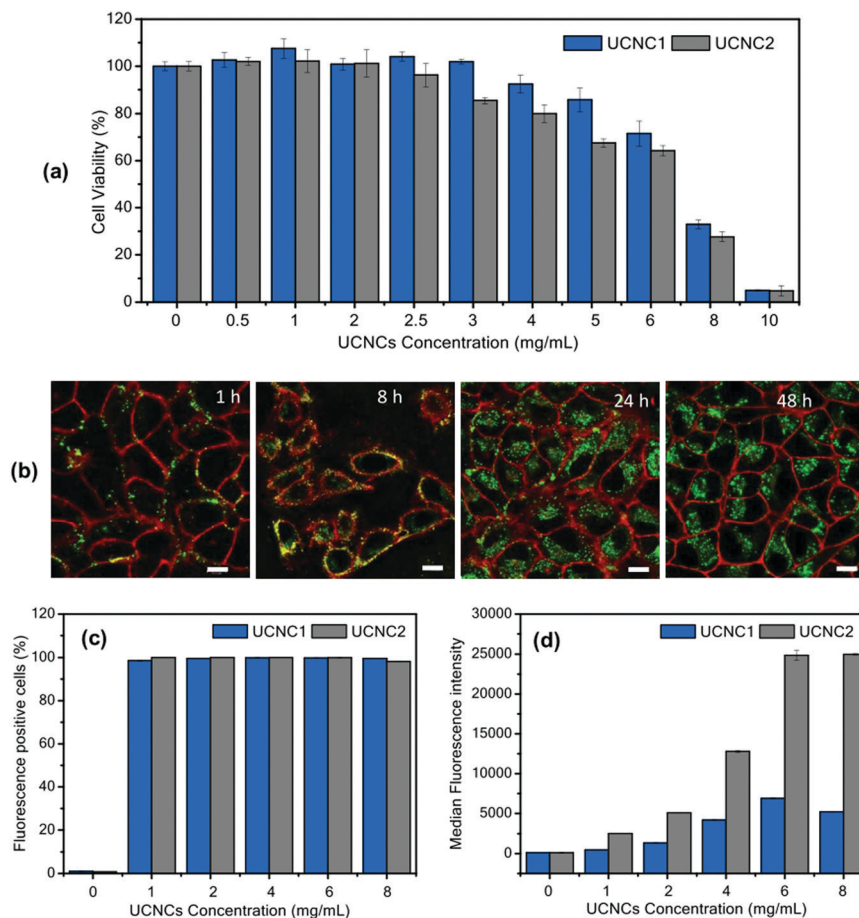 (a)
Cell Viability (%)
120
100
80
60
40
20
0
UCNC1 UCNC2
0 0.5 1 2 2.5 3 4 5 6 8 10
UCNCs Concentration (mg/mL)
(b)
1 h 8 h 24 h 48 h
(c)
Fluorescence positive cells (%)
120
100
80
60
40
20
0
UCNC1 UCNC2
0 1 2 4 6 8
UCNCs Concentration (mg/mL)
(d)
Median Fluorescence intensity
30000
25000
20000
15000
10000
5000
0
UCNC1 UCNC2
0 1 2 4 6 8
UCNCs Concentration (mg/mL)